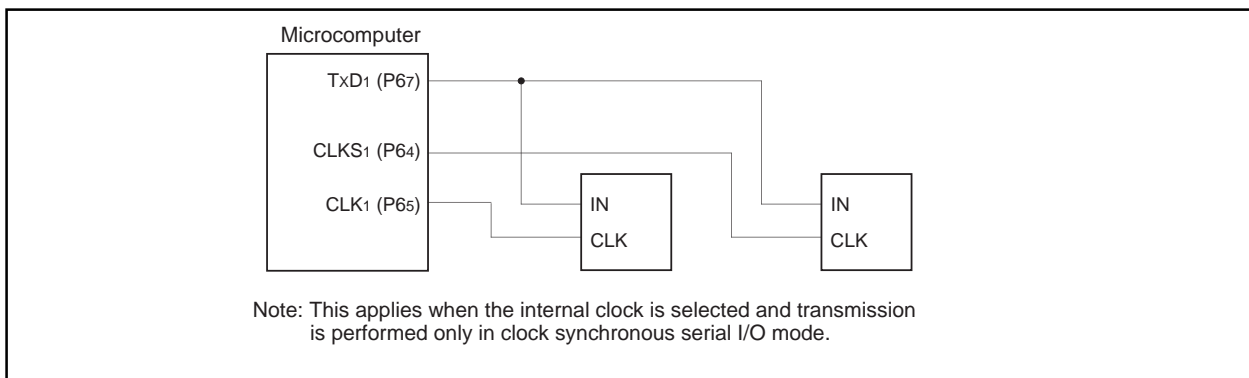 Microcomputer
TXD1 (P67)
CLKS1 (P64)
CLK1 (P65)
IN
CLK
IN
CLK
Note: This applies when the internal clock is selected and transmission
is performed only in clock synchronous serial I/O mode.